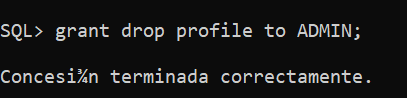 SQL> grant drop profile to ADMIN;
Concesi¾n terminada correctamente.